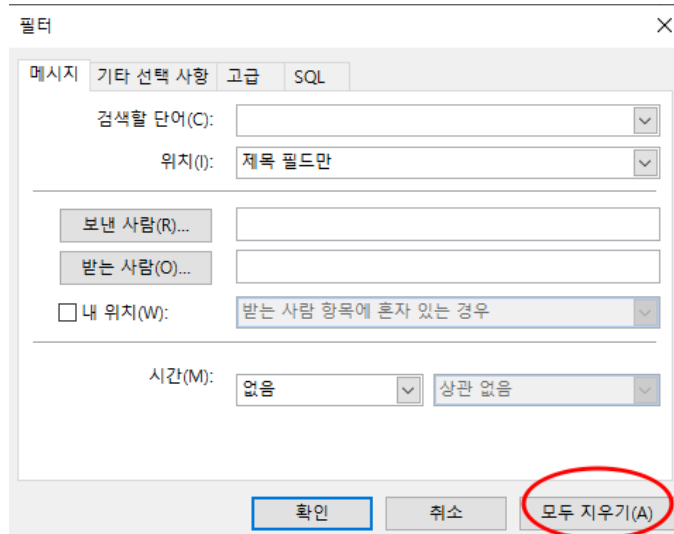 필터
메시지 기타 선택 사항 고급 SQL
검색할 단어(C):
위치(I): 제목 필드만
보낸 사람(R)...
받는 사람(O)...
내 위치(W): 받는 사람 항목에 혼자 있는 경우
시간(M): 없음 상관 없음
확인 취소 모두 지우기(A)